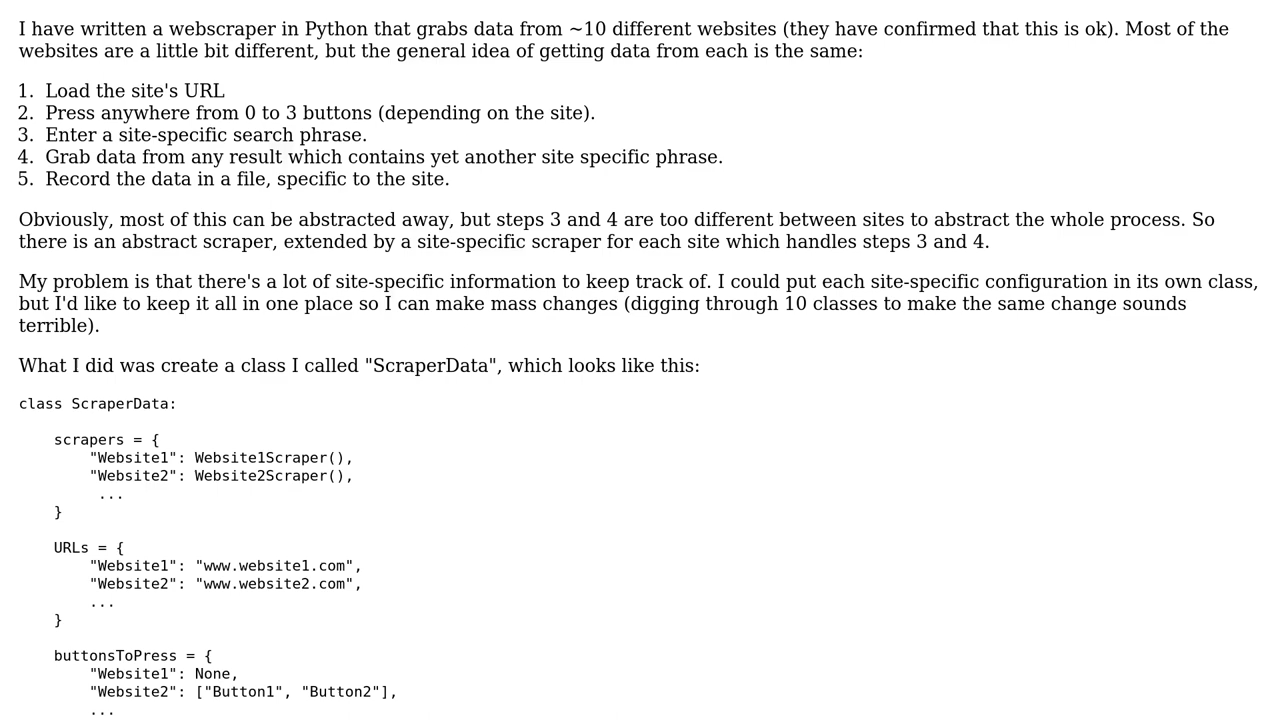 I have written a webscraper in Python that grabs data from ~10 different websites (they have confirmed that this is ok). Most of the
websites are a little bit different, but the general idea of getting data from each is the same:
1. Load the site's URL
2. Press anywhere from 0 to 3 buttons (depending on the site).
3. Enter a site-specific search phrase.
4. Grab data from any result which contains yet another site specific phrase.
5. Record the data in a file, specific to the site.
Obviously, most of this can be abstracted away, but steps 3 and 4 are too different between sites to abstract the whole process. So
there is an abstract scraper, extended by a site-specific scraper for each site which handles steps 3 and 4.
My problem is that there's a lot of site-specific information to keep track of. I could put each site-specific configuration in its own class,
but I'd like to keep it all in one place so I can make mass changes (digging through 10 classes to make the same change sounds
terrible).
What I did was create a class I called "ScraperData", which looks like this:
class ScraperData:
    scrapers = {
        "Website1": Website1Scraper(),
        "Website2": Website2Scraper(),
         ...
    }
    URLs = {
        "Website1": "www.website1.com",
        "Website2": "www.website2.com",
        ...
    }
    buttonsToPress = {
        "Website1": None,
        "Website2": ["Button1", "Button2"],
        ...